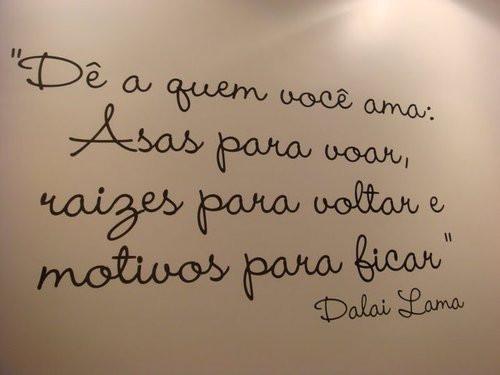 "Dê a quem você ama:
Asas para voar,
raizes para voltar e
motivos para ficar"
Dalai Lama